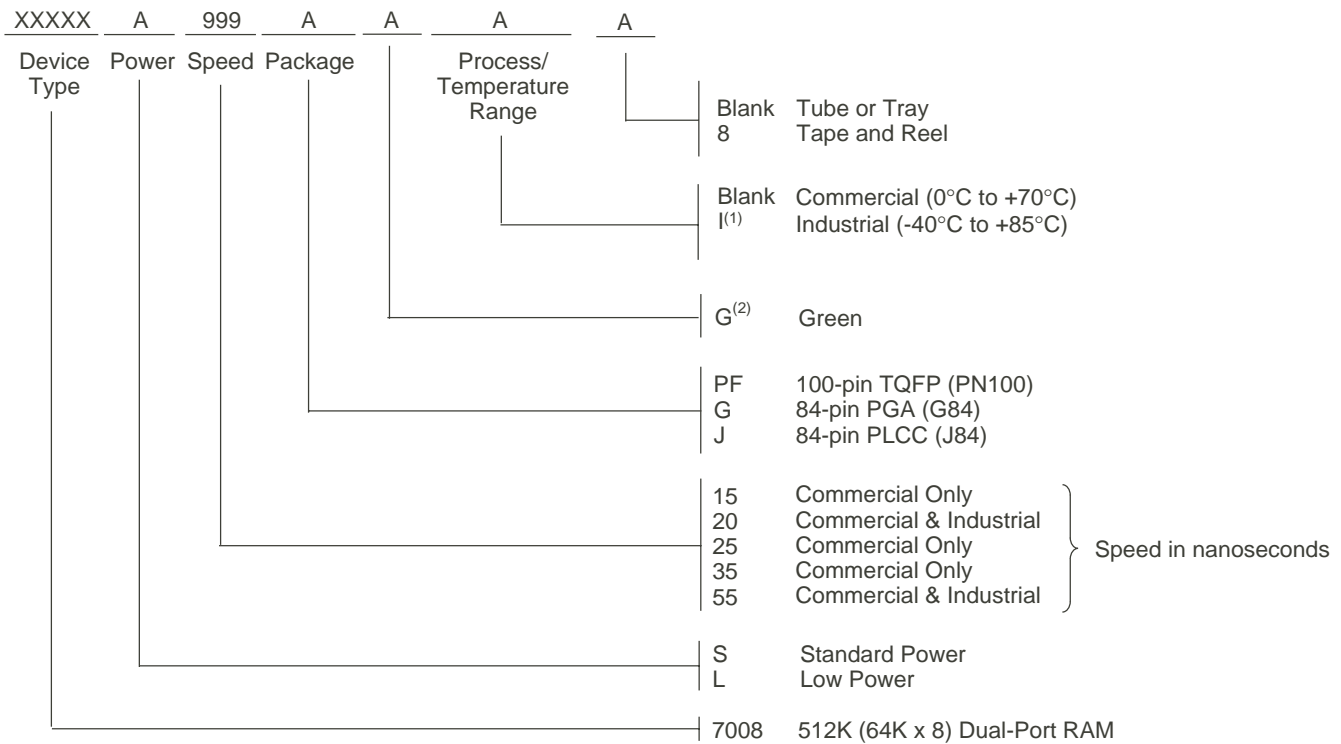 XXXXX A 999 A A A A
Device Type Power Speed Package Process/ Temperature Range
Blank Tube or Tray
8 Tape and Reel
Blank Commercial (0°C to +70°C)
I(1) Industrial (-40°C to +85°C)
G(2) Green
PF 100-pin TQFP (PN100)
G 84-pin PGA (G84)
J 84-pin PLCC (J84)
15 Commercial Only
20 Commercial & Industrial
25 Commercial Only
35 Commercial Only
55 Commercial & Industrial
Speed in nanoseconds
S Standard Power
L Low Power
7008 512K (64K x 8) Dual-Port RAM